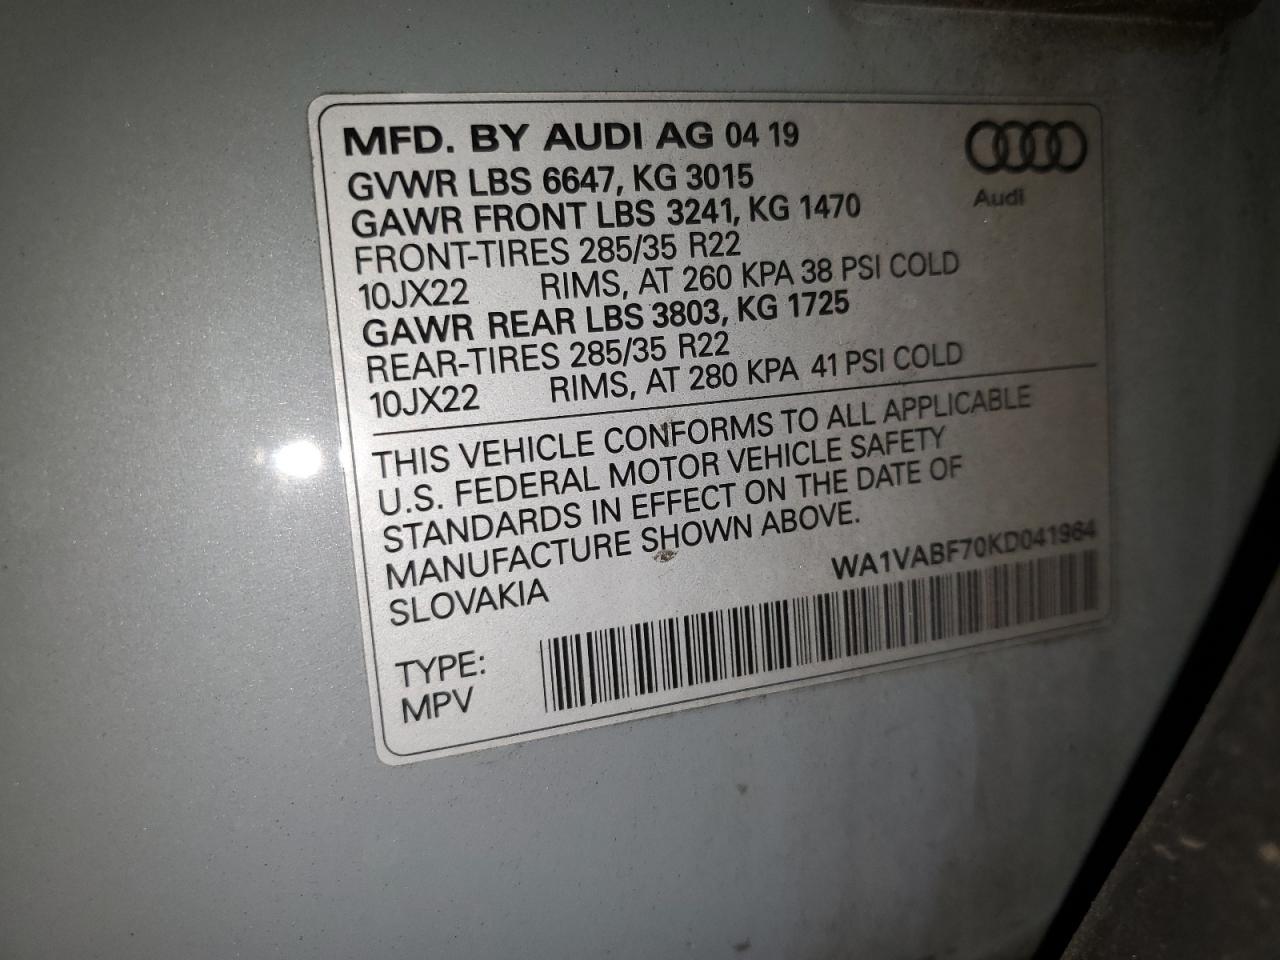 MFD. BY AUDI AG 04 19
Audi
GVWR LBS 6647, KG 3015
GAWR FRONT LBS 3241, KG 1470
FRONT-TIRES 285/35 R22
10JX22 RIMS, AT 260 KPA 38 PSI COLD
GAWR REAR LBS 3803, KG 1725
REAR-TIRES 285/35 R22
10JX22 RIMS, AT 280 KPA 41 PSI COLD
THIS VEHICLE CONFORMS TO ALL APPLICABLE
U.S. FEDERAL MOTOR VEHICLE SAFETY
STANDARDS IN EFFECT ON THE DATE OF
MANUFACTURE SHOWN ABOVE.
SLOVAKIA
WA1VABF70KD041964
TYPE:
MPV